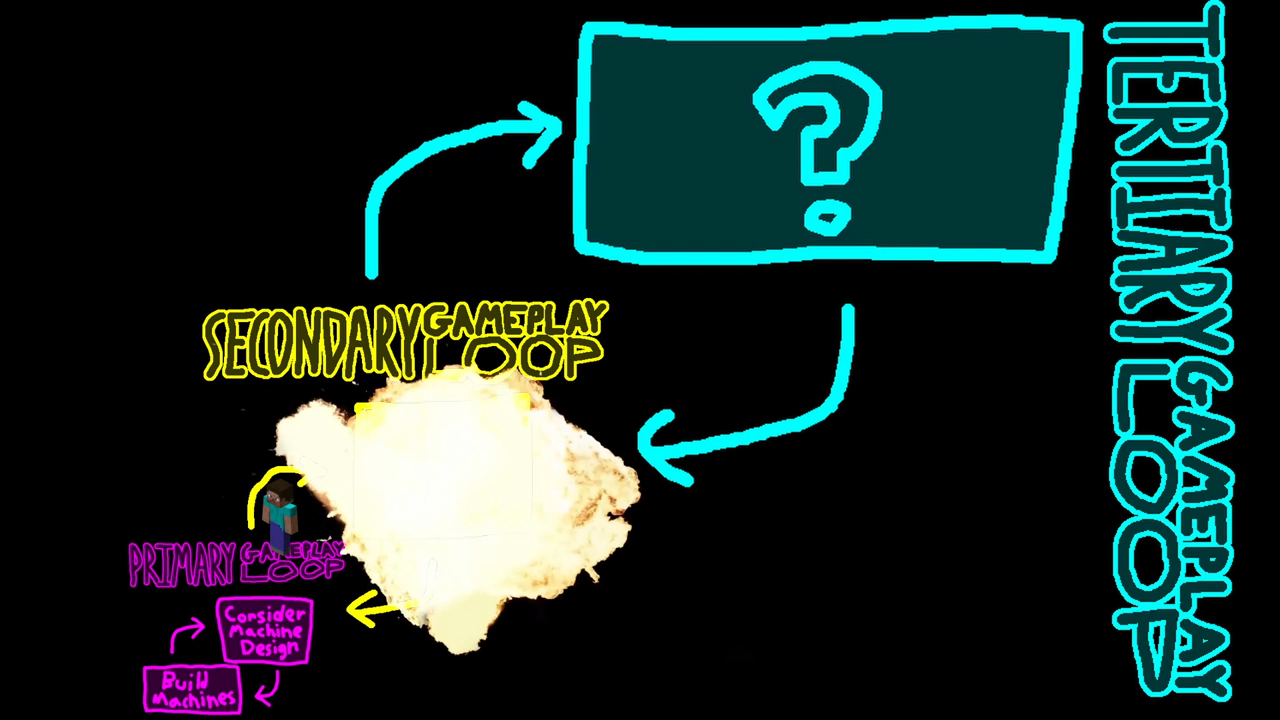 ?
TERTIARY GAMEPLAY LOOP
SECONDARY GAMEPLAY
LOOP
PRIMARY GAMEPLAY
LOOP
Consider
Machine
Design
Build
Machines